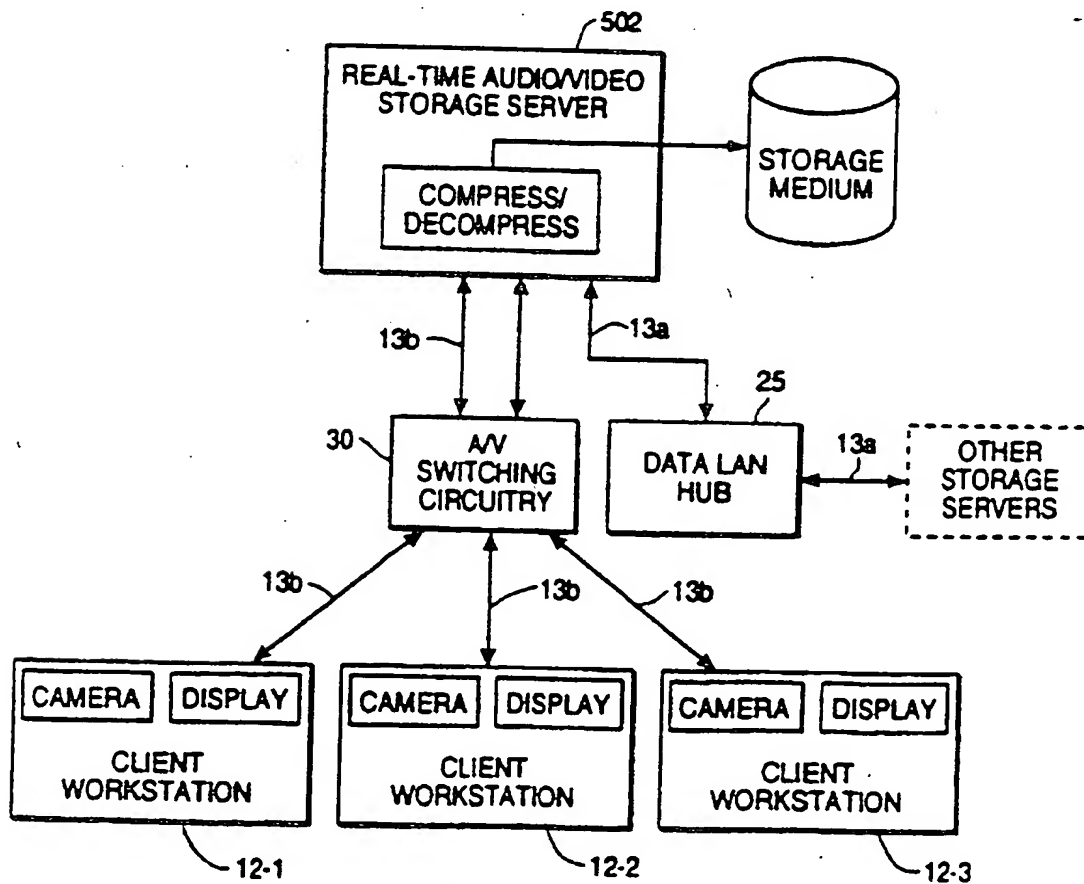 502
REAL-TIME AUDIO/VIDEO
STORAGE SERVER
COMPRESS/
DECOMPRESS
STORAGE
MEDIUM
13b
13a
25
30
A/V
SWITCHING
CIRCUITRY
DATA LAN
HUB
13a
OTHER
STORAGE
SERVERS
13b
13b
13b
CAMERA
DISPLAY
CLIENT
WORKSTATION
CAMERA
DISPLAY
CLIENT
WORKSTATION
CAMERA
DISPLAY
CLIENT
WORKSTATION
12-1
12-2
12-3